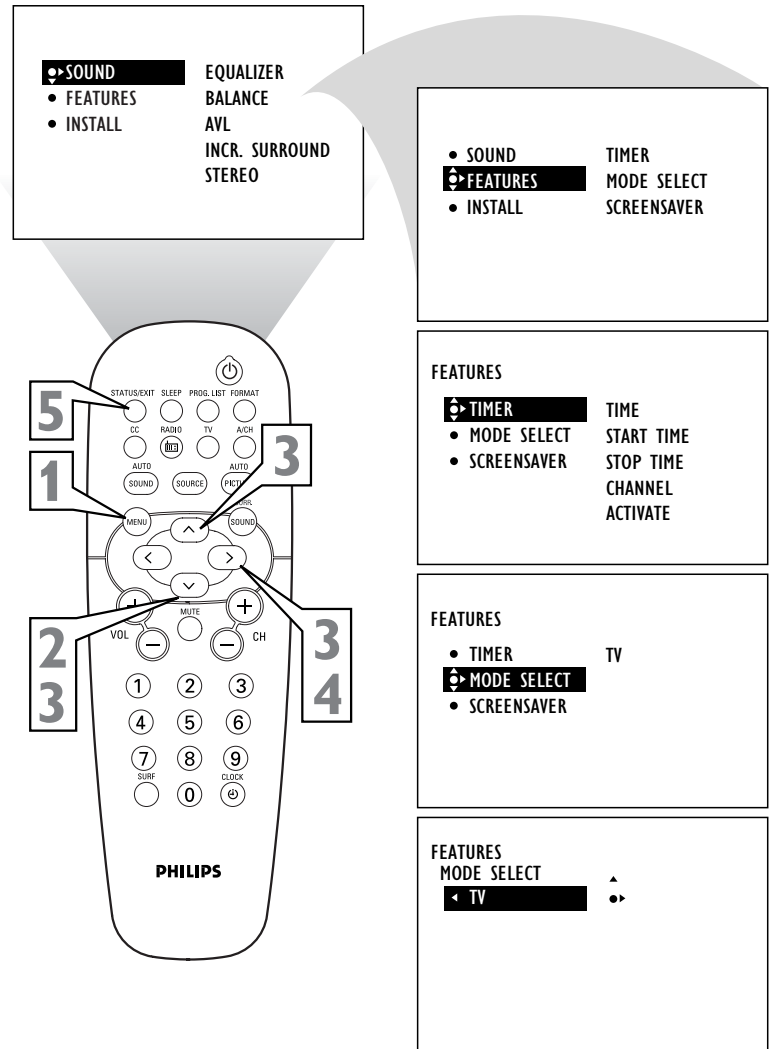 SOUND EQUALIZER
FEATURES BALANCE
INSTALL AVL
INCR. SURROUND
STEREO
SOUND TIMER
FEATURES MODE SELECT
INSTALL SCREENSAVER
FEATURES
TIMER TIME
MODE SELECT START TIME
SCREENSAVER STOP TIME
CHANNEL
ACTIVATE
FEATURES
TIMER TV
MODE SELECT
SCREENSAVER
FEATURES
MODE SELECT
TV
STATUS/EXIT SLEEP PROG. LIST FORMAT
CC RADIO TV A/CH
AUTO AUTO
SOUND SOURCE
MENU SOUND
MUTE
VOL CH
1 2 3
4 5 6
7 8 9
SURF CLOCK
0
PHILIPS
5
1
3
2
3
3
4